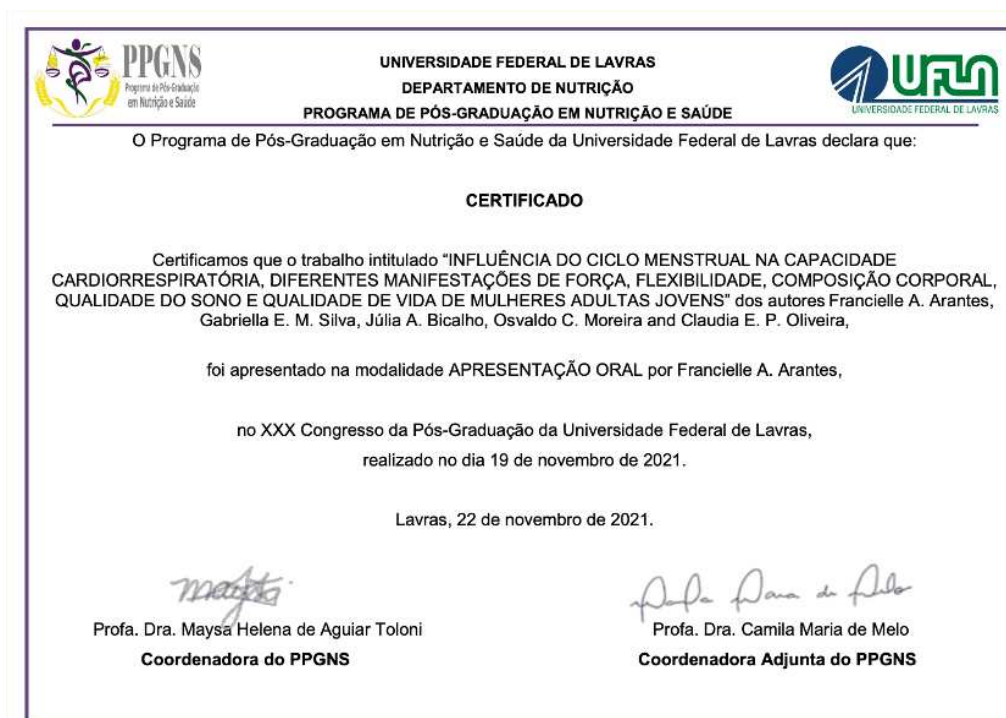 PPGNS
Programa de Pós-Graduação
em Nutrição e Saúde
UNIVERSIDADE FEDERAL DE LAVRAS
DEPARTAMENTO DE NUTRIÇÃO
PROGRAMA DE PÓS-GRADUAÇÃO EM NUTRIÇÃO E SAÚDE
UFLA
UNIVERSIDADE FEDERAL DE LAVRAS
O Programa de Pós-Graduação em Nutrição e Saúde da Universidade Federal de Lavras declara que:
CERTIFICADO
Certificamos que o trabalho intitulado “INFLUÊNCIA DO CICLO MENSTRUAL NA CAPACIDADE
CARDIORRESPIRATÓRIA, DIFERENTES MANIFESTAÇÕES DE FORÇA, FLEXIBILIDADE, COMPOSIÇÃO CORPORAL,
QUALIDADE DO SONO E QUALIDADE DE VIDA DE MULHERES ADULTAS JOVENS” dos autores Francielle A. Arantes,
Gabriella E. M. Silva, Júlia A. Bicalho, Osvaldo C. Moreira and Claudia E. P. Oliveira,
foi apresentado na modalidade APRESENTAÇÃO ORAL por Francielle A. Arantes,
no XXX Congresso da Pós-Graduação da Universidade Federal de Lavras,
realizado no dia 19 de novembro de 2021.
Lavras, 22 de novembro de 2021.
Profa. Dra. Maysa Helena de Aguiar Toloni
Coordenadora do PPGNS
Profa. Dra. Camila Maria de Melo
Coordenadora Adjunta do PPGNS